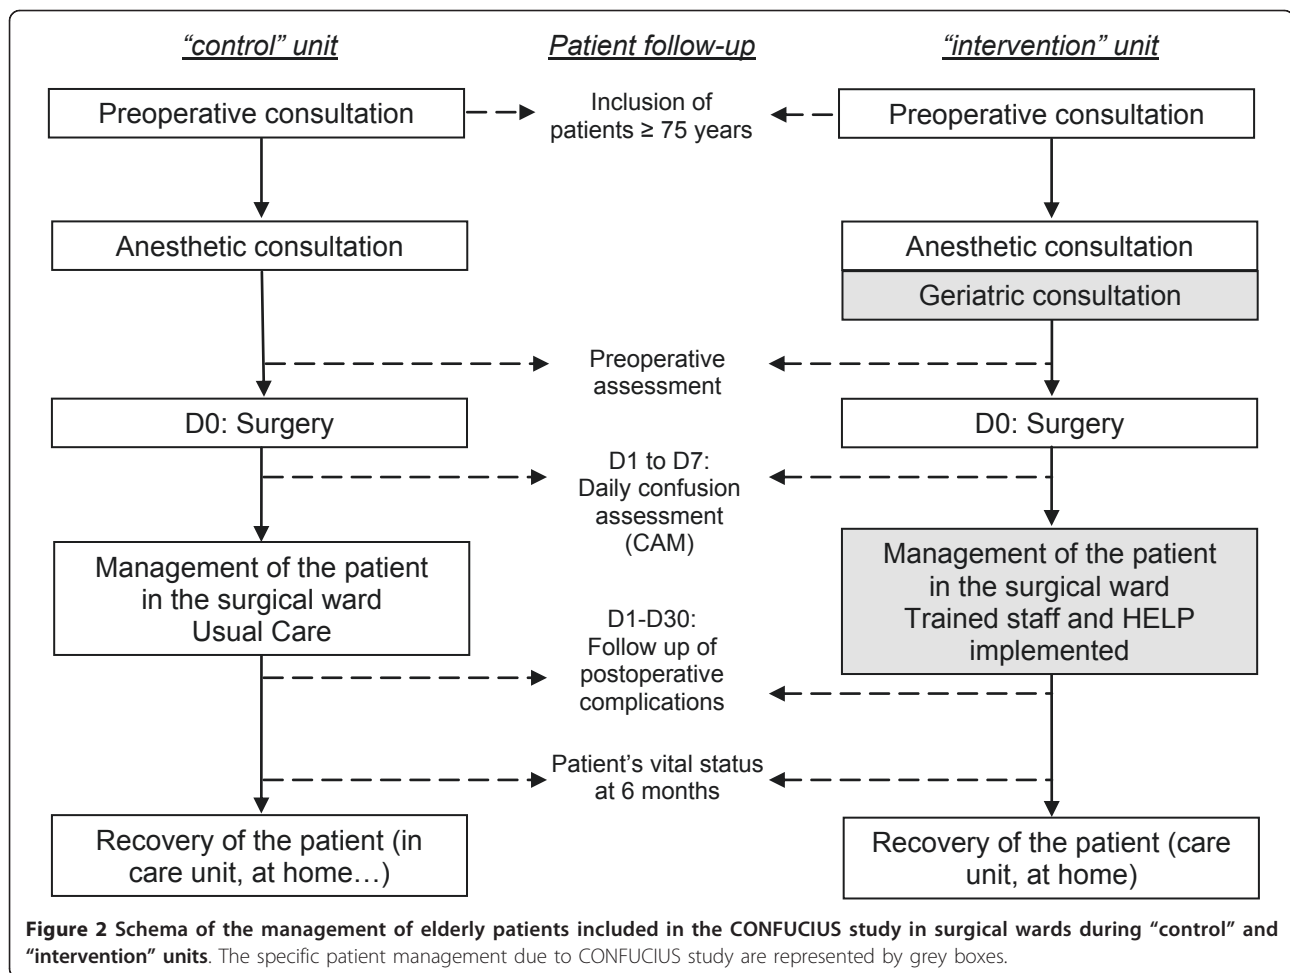 “control” unit
Patient follow-up
“intervention” unit
Preoperative consultation
Inclusion of
patients ≥ 75 years
Preoperative consultation
Anesthetic consultation
Anesthetic consultation
Geriatric consultation
Preoperative
assessment
D0: Surgery
D0: Surgery
D1 to D7:
Daily confusion
assessment
(CAM)
Management of the patient
in the surgical ward
Usual Care
Management of the patient
in the surgical ward
Trained staff and HELP
implemented
D1-D30:
Follow up of
postoperative
complications
Patient’s vital status
at 6 months
Recovery of the patient (in
care unit, at home…)
Recovery of the patient (care
unit, at home)
Figure 2 Schema of the management of elderly patients included in the CONFUCIUS study in surgical wards during “control” and
“intervention” units. The specific patient management due to CONFUCIUS study are represented by grey boxes.